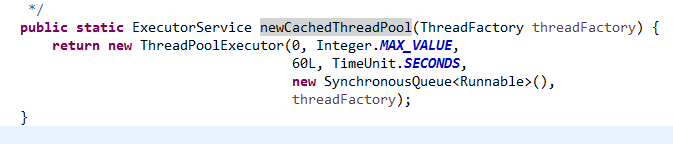 */
public static ExecutorService newCachedThreadPool(ThreadFactory threadFactory) {
return new ThreadPoolExecutor(0, Integer.MAX_VALUE,
60L, TimeUnit.SECONDS,
new SynchronousQueue<Runnable>(),
threadFactory);
}